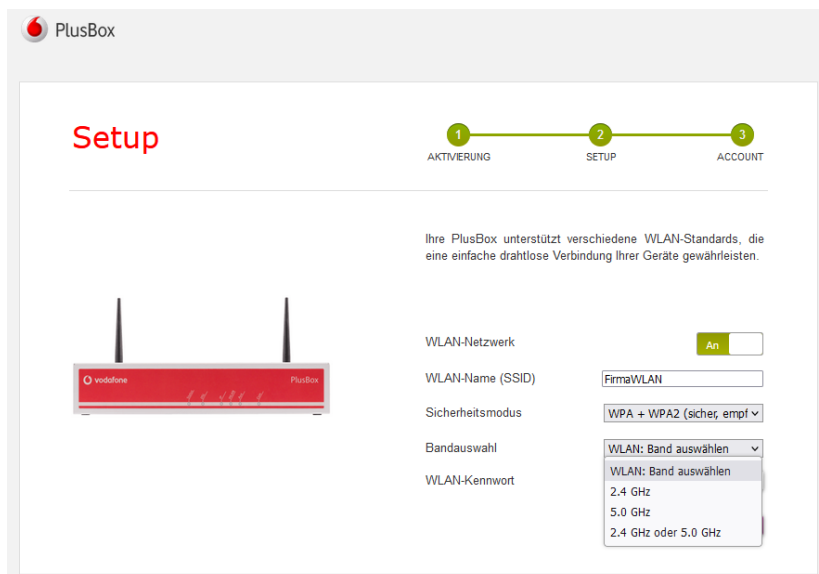 PlusBox
Setup
1
2
3
AKTIVIERUNG
SETUP
ACCOUNT
Ihre PlusBox unterstützt verschiedene WLAN-Standards, die
eine einfache drahtlose Verbindung Ihrer Geräte gewährleisten.
WLAN-Netzwerk
An
WLAN-Name (SSID)
FirmaWLAN
Sicherheitsmodus
WPA + WPA2 (sicher, empf
Bandauswahl
WLAN: Band auswählen
WLAN: Band auswählen
2.4 GHz
5.0 GHz
2.4 GHz oder 5.0 GHz
WLAN-Kennwort
vodafone
PlusBox